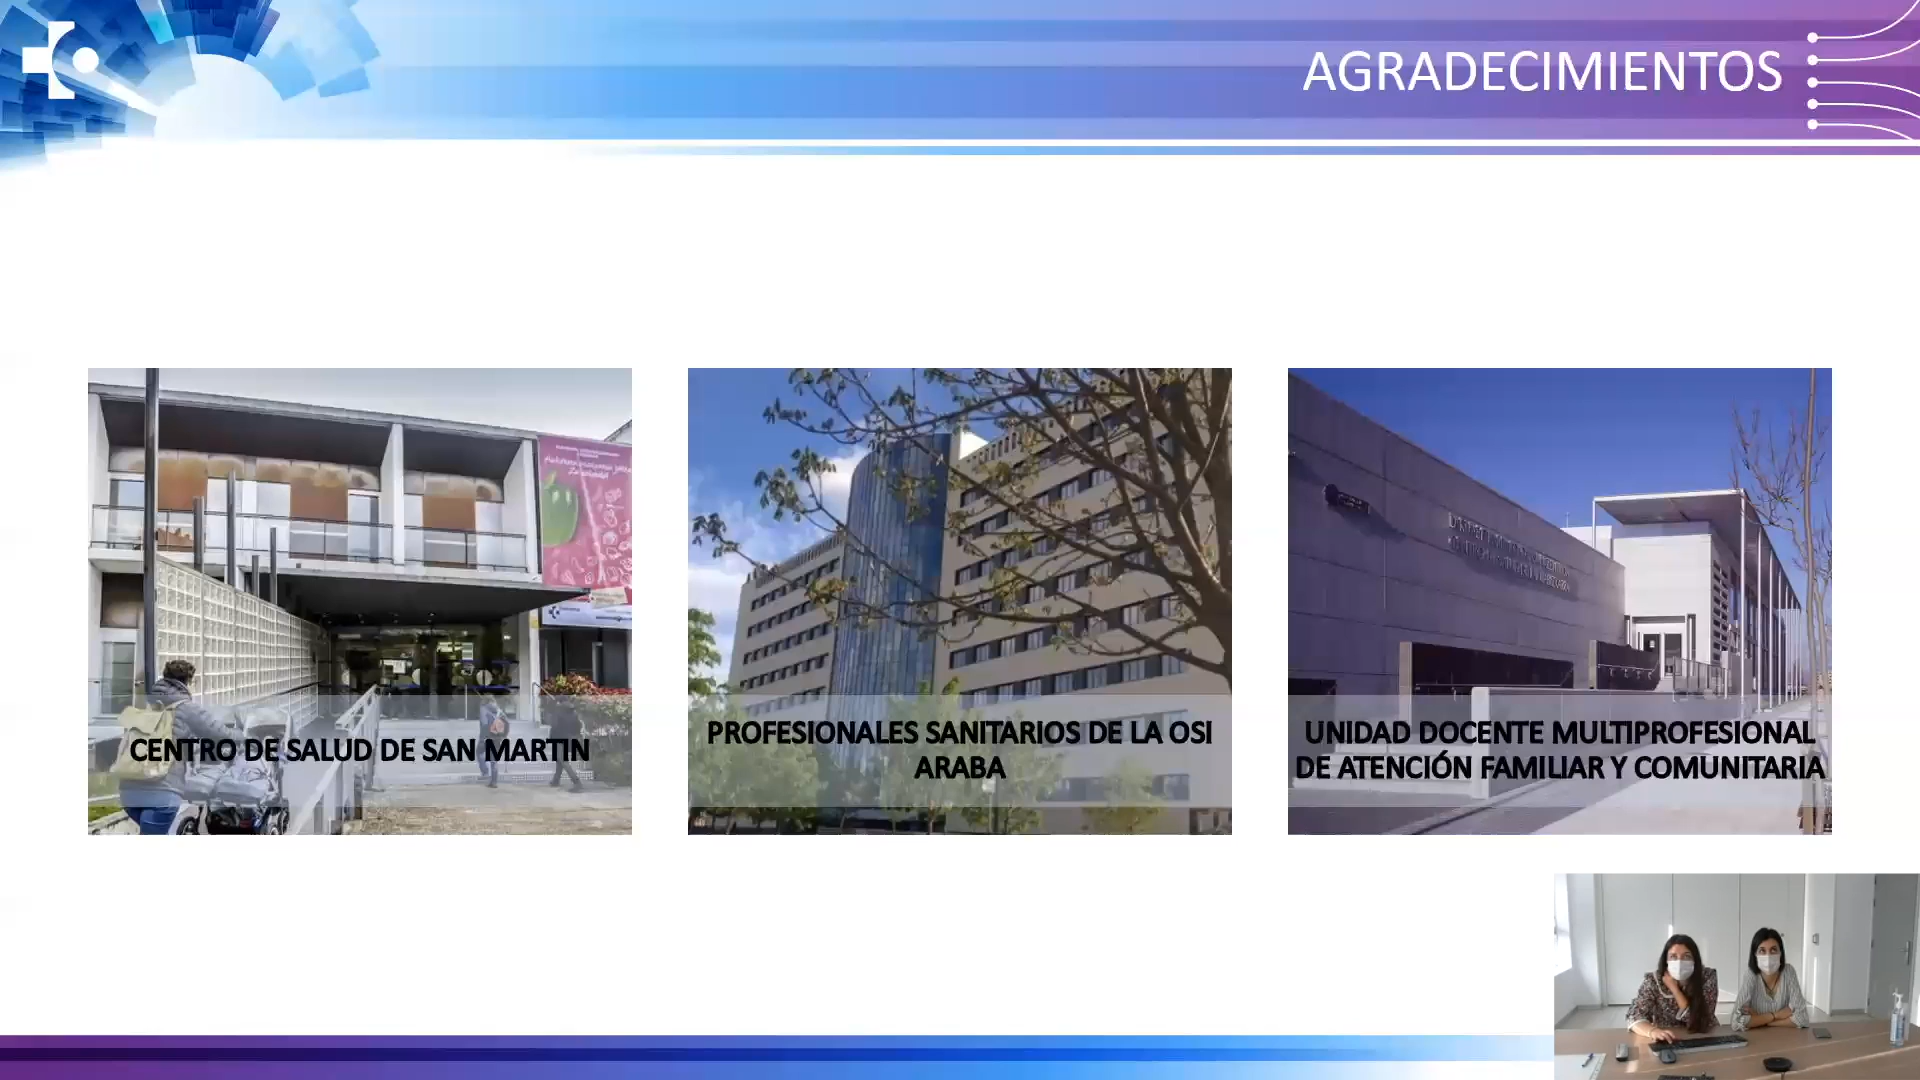 AGRADECIMIENTOS
CENTRO DE SALUD DE SAN MARTIN
PROFESIONALES SANITARIOS DE LA OSI
ARABA
UNIDAD DOCENTE MULTIPROFESIONAL
DE ATENCIÓN FAMILIAR Y COMUNITARIA